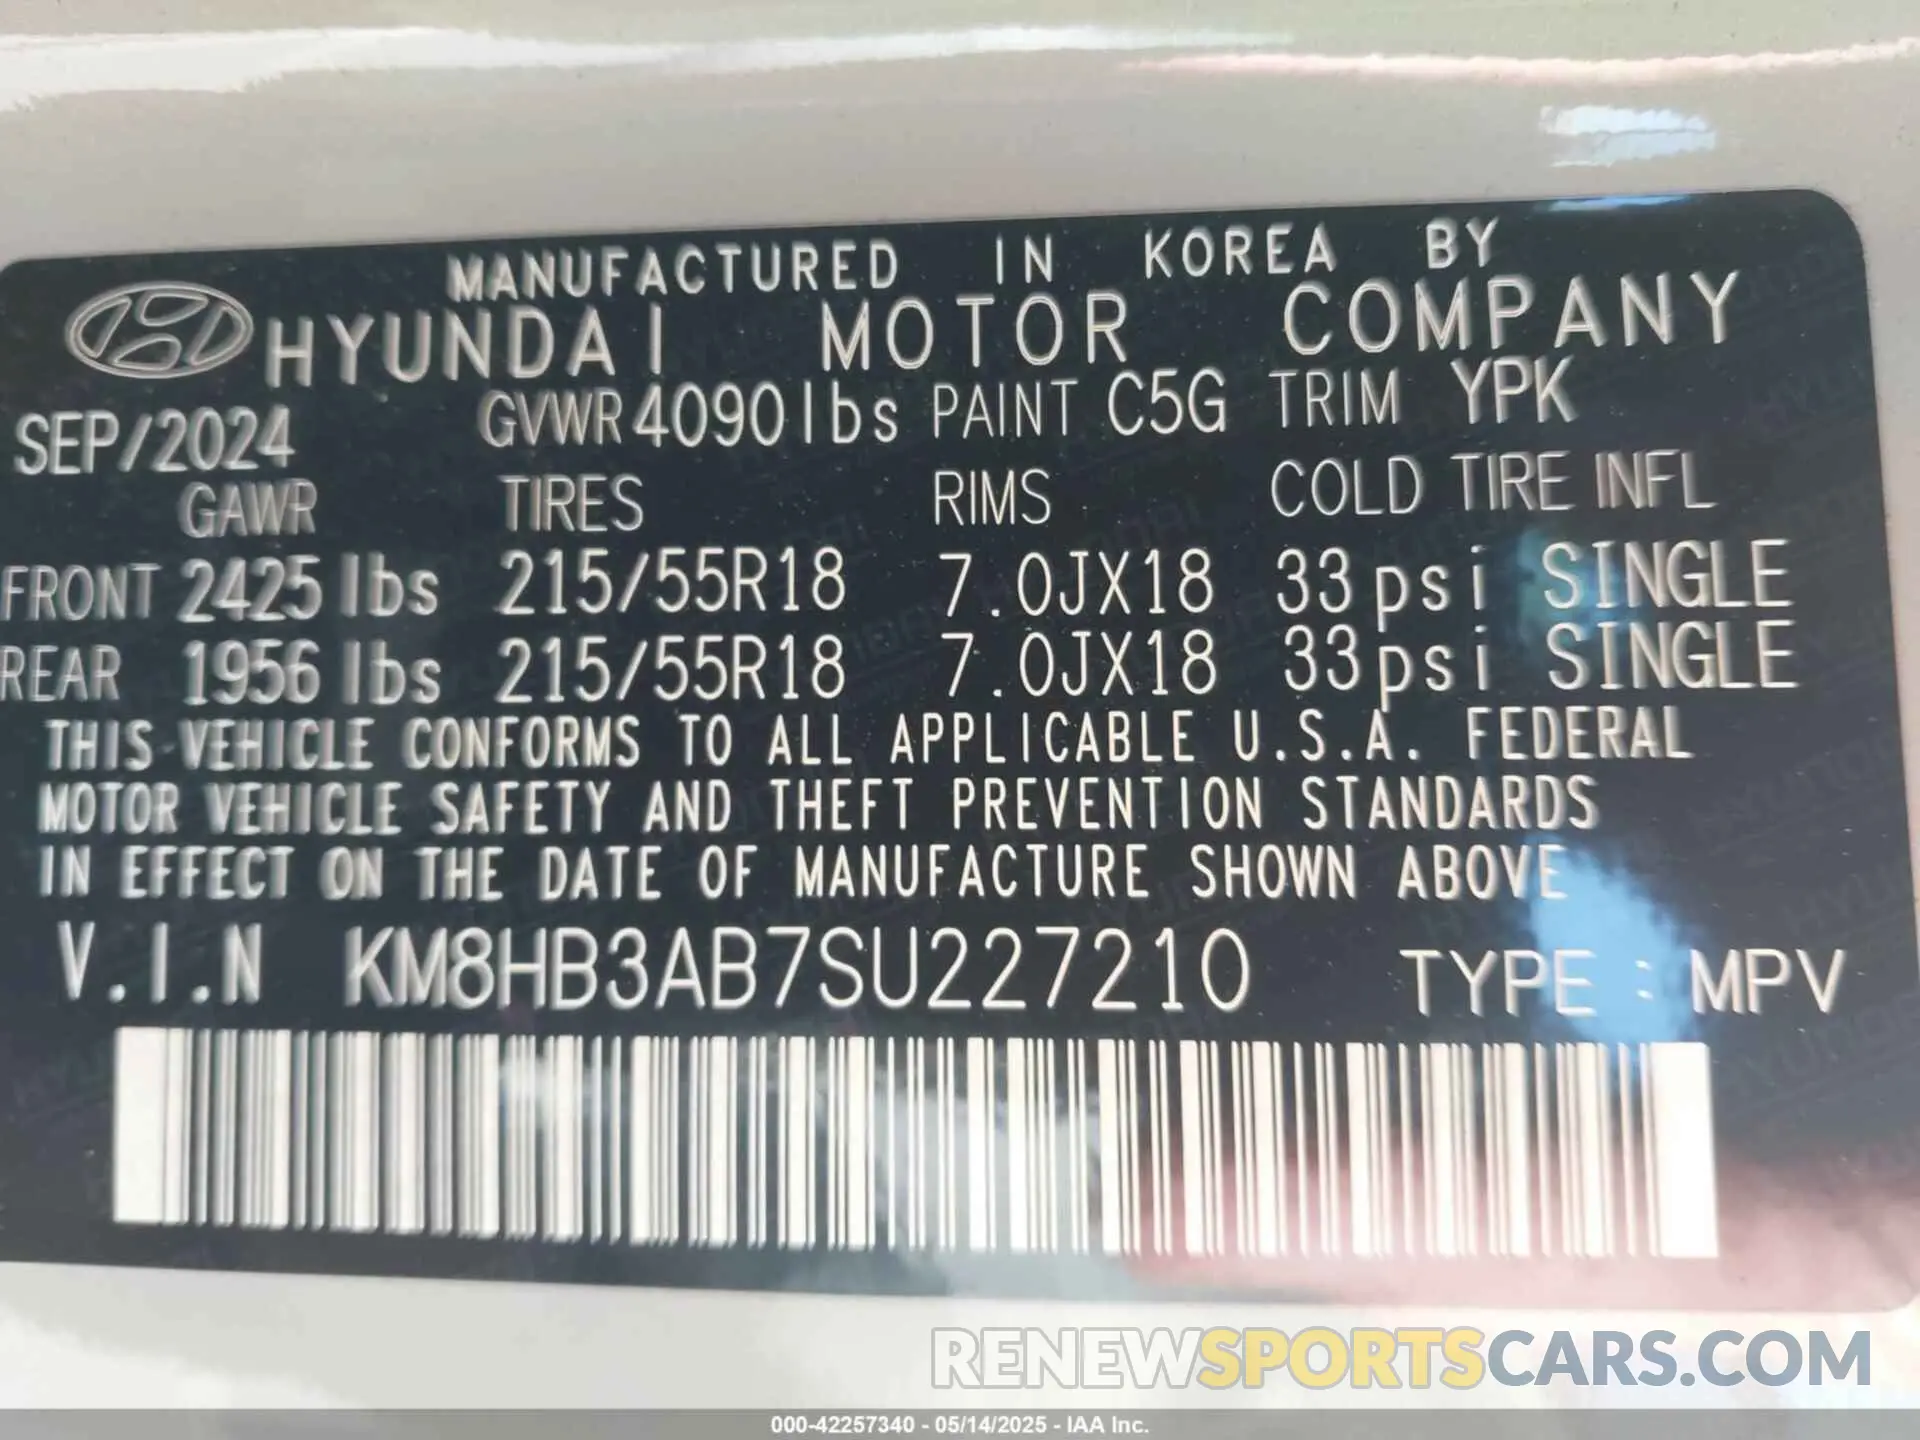 MANUFACTURED IN KOREA BY
HYUNDAI MOTOR COMPANY
SEP/2024 GVWR 4090lbs PAINT C5G TRIM YPK
GAWR TIRES RIMS COLD TIRE INFL
FRONT 2425 lbs 215/55R18 7.0JX18 33psi SINGLE
REAR 1956 lbs 215/55R18 7.0JX18 33psi SINGLE
THIS VEHICLE CONFORMS TO ALL APPLICABLE U.S.A. FEDERAL
MOTOR VEHICLE SAFETY AND THEFT PREVENTION STANDARDS
IN EFFECT ON THE DATE OF MANUFACTURE SHOWN ABOVE
V.I.N KM8HB3AB7SU227210 TYPE : MPV
RENEWSPORTSCARS.COM
000-42257340 - 05/14/2025 - IAA Inc.